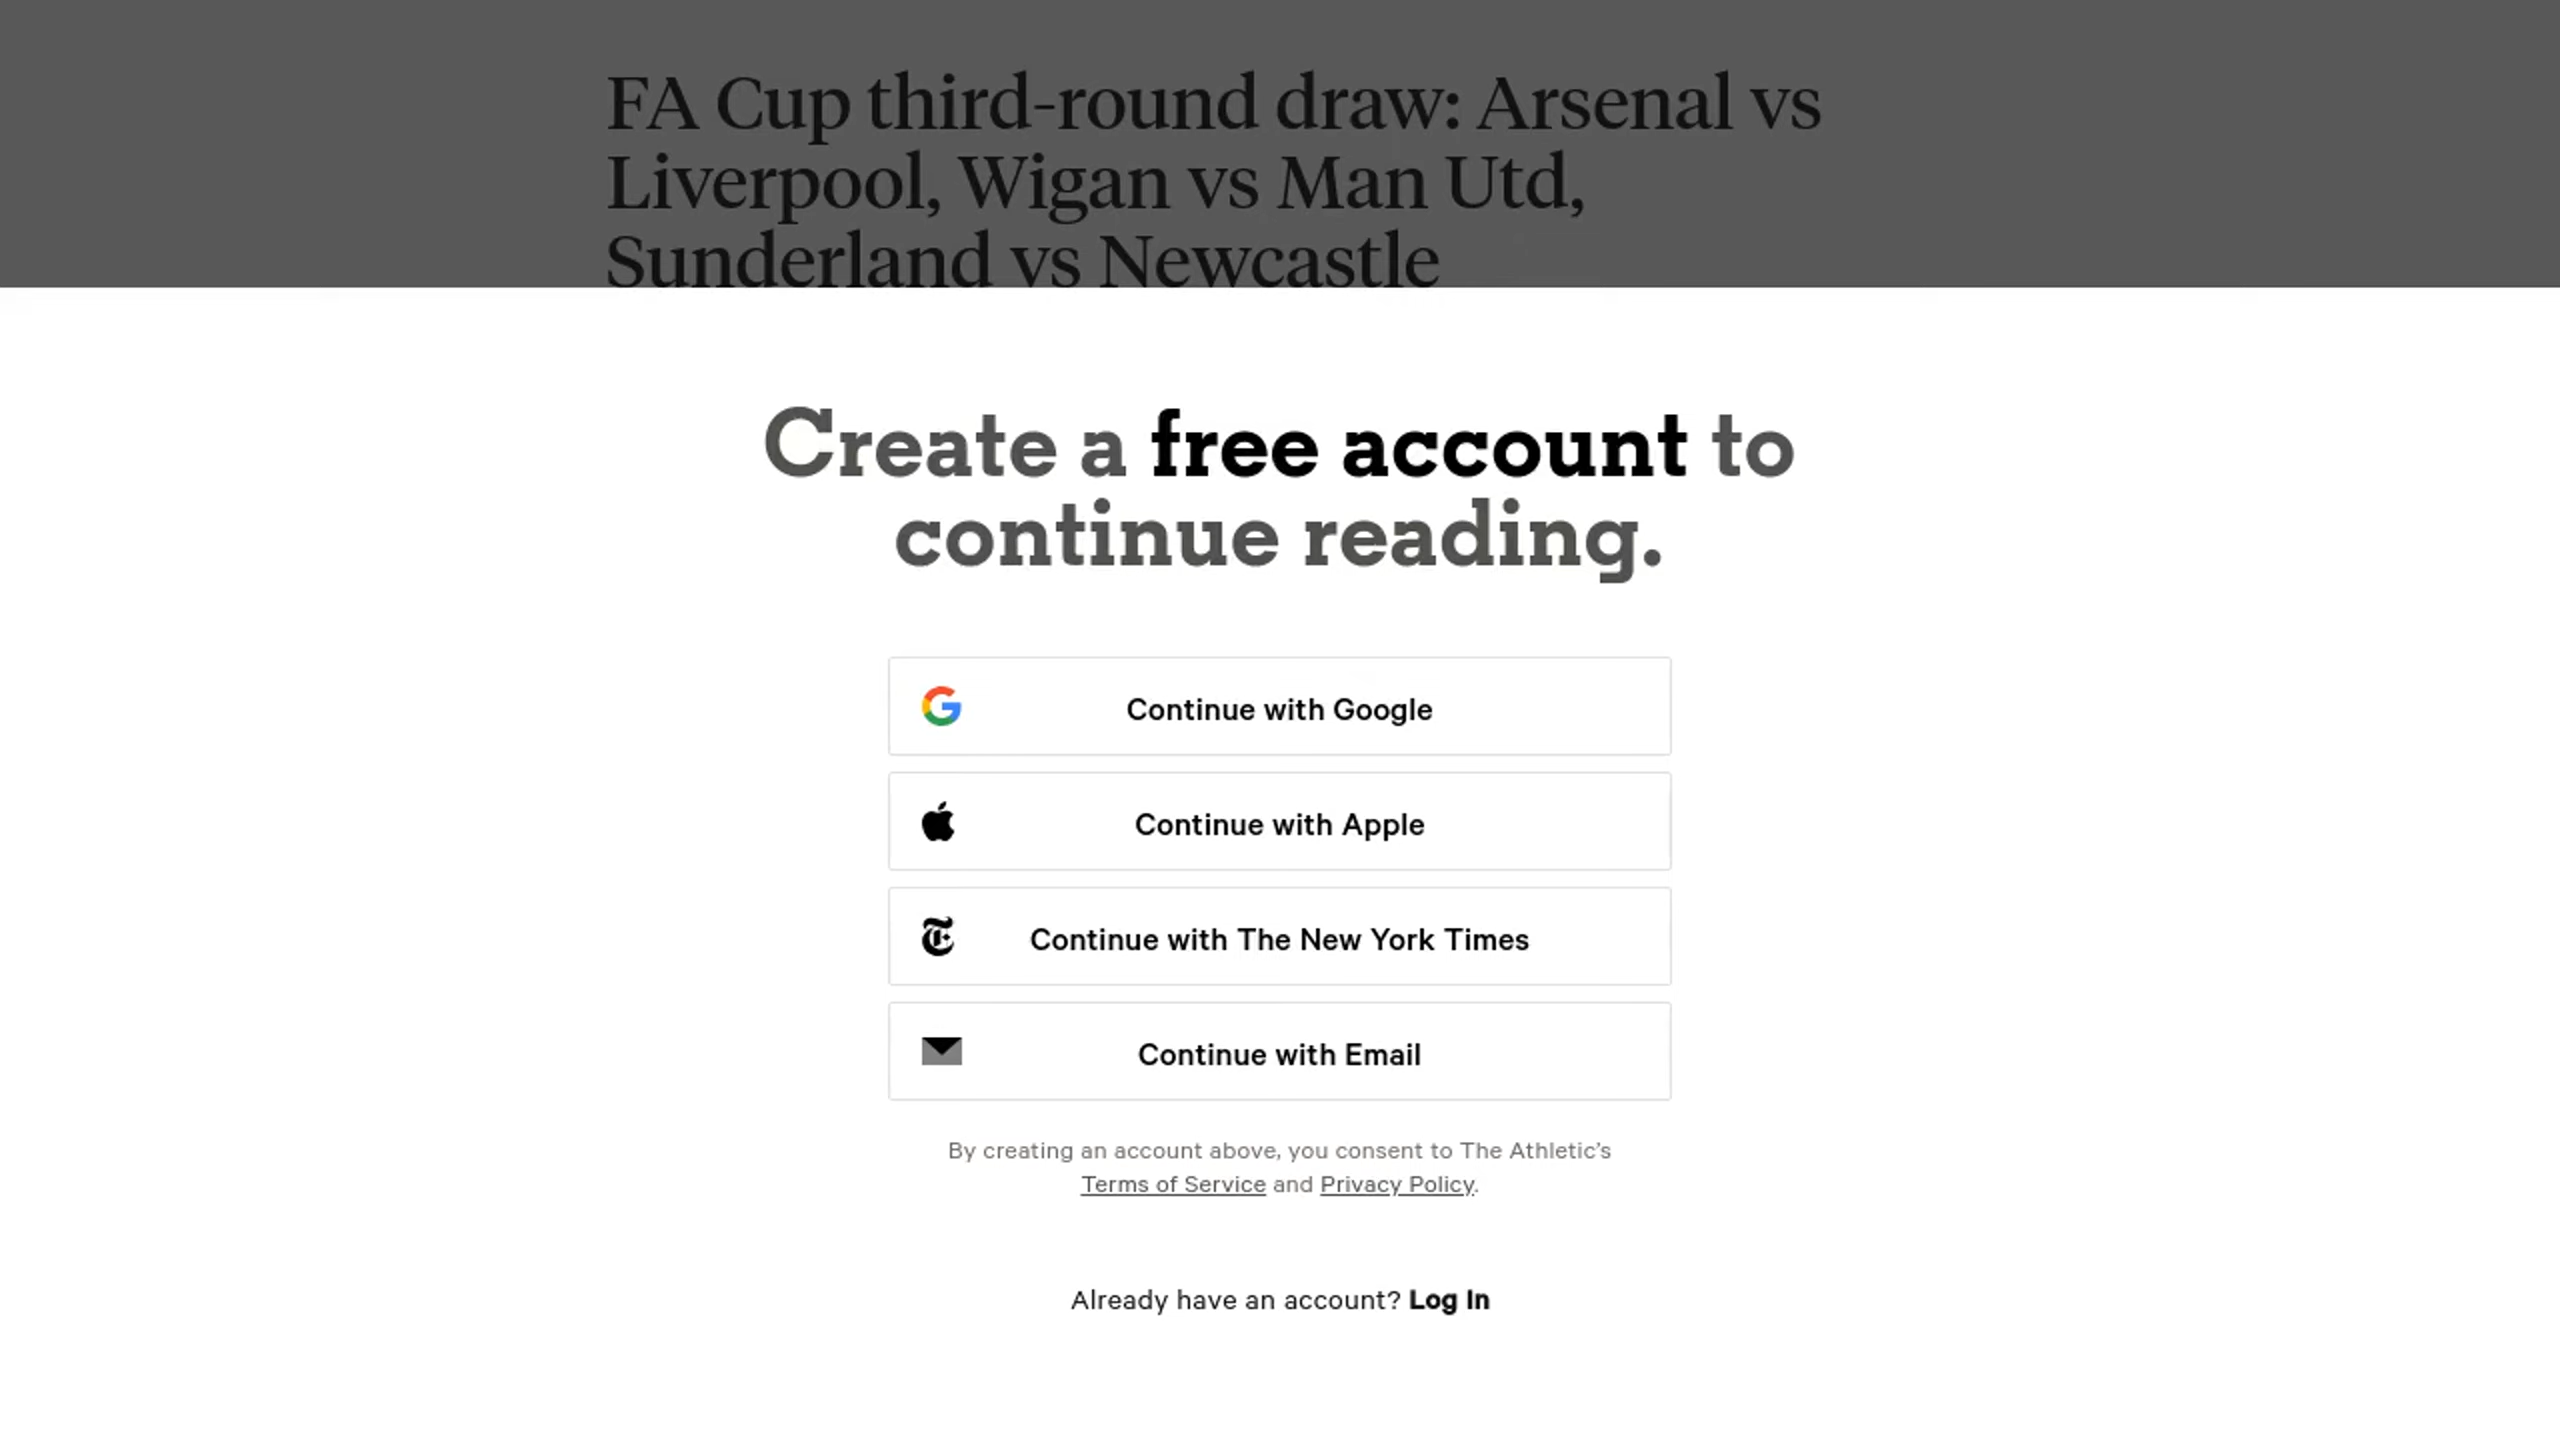 FA Cup third-round draw: Arsenal vs
Liverpool, Wigan vs Man Utd,
Sunderland vs Newcastle
Create a free account to
continue reading.
Continue with Google
Continue with Apple
Continue with The New York Times
Continue with Email
By creating an account above, you consent to The Athletic’s
Terms of Service and Privacy Policy.
Already have an account? Log In